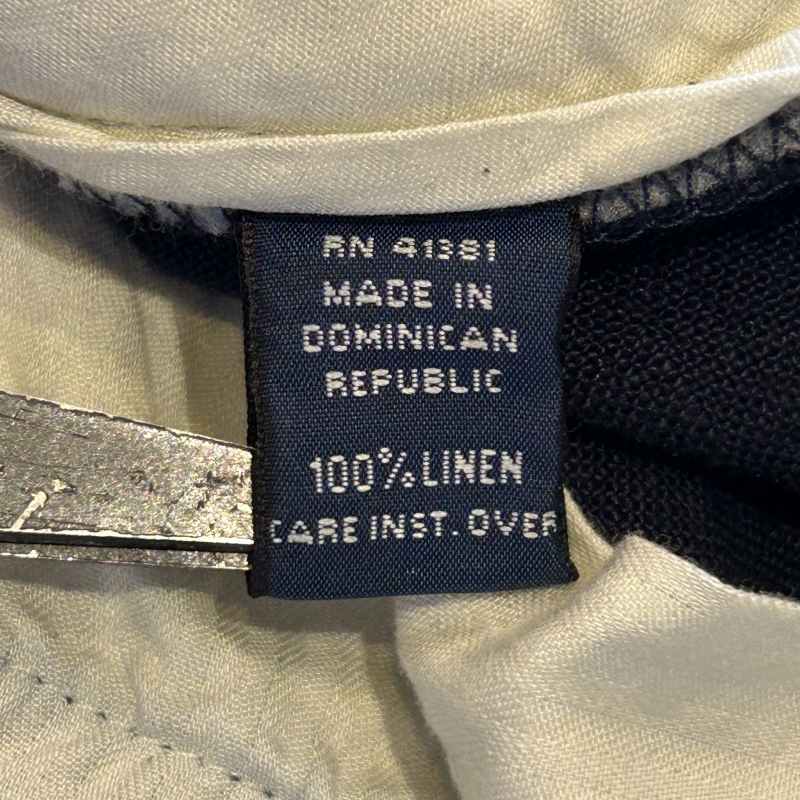 RN 41381
MADE IN
DOMINICAN
REPUBLIC
100% LINEN
CARE INST. OVER